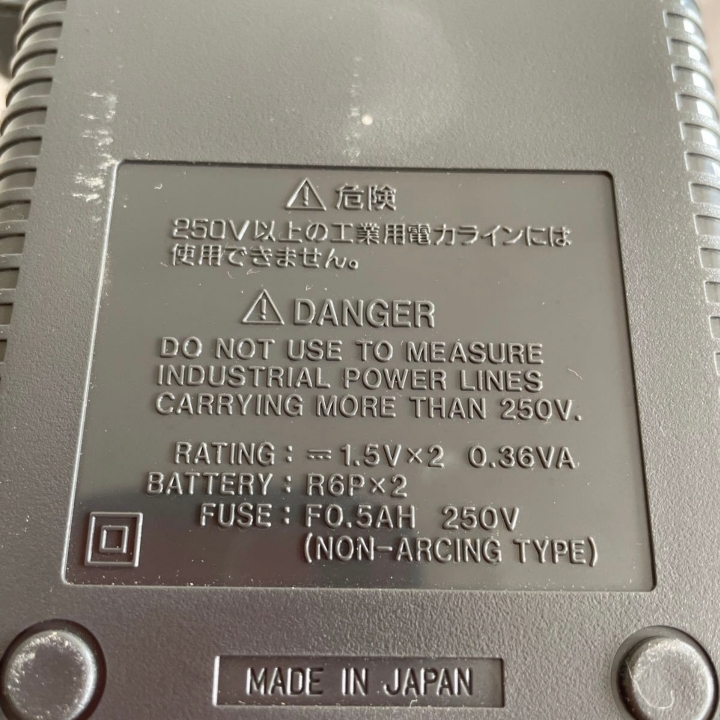 ⚠ 危険
250V以上の工業用電力ラインには
使用できません。
⚠ DANGER
DO NOT USE TO MEASURE
INDUSTRIAL POWER LINES
CARRYING MORE THAN 250V.
RATING : ⎓ 1.5V×2 0.36VA
BATTERY : R6P×2
FUSE : F0.5AH 250V
(NON-ARCING TYPE)
MADE IN JAPAN